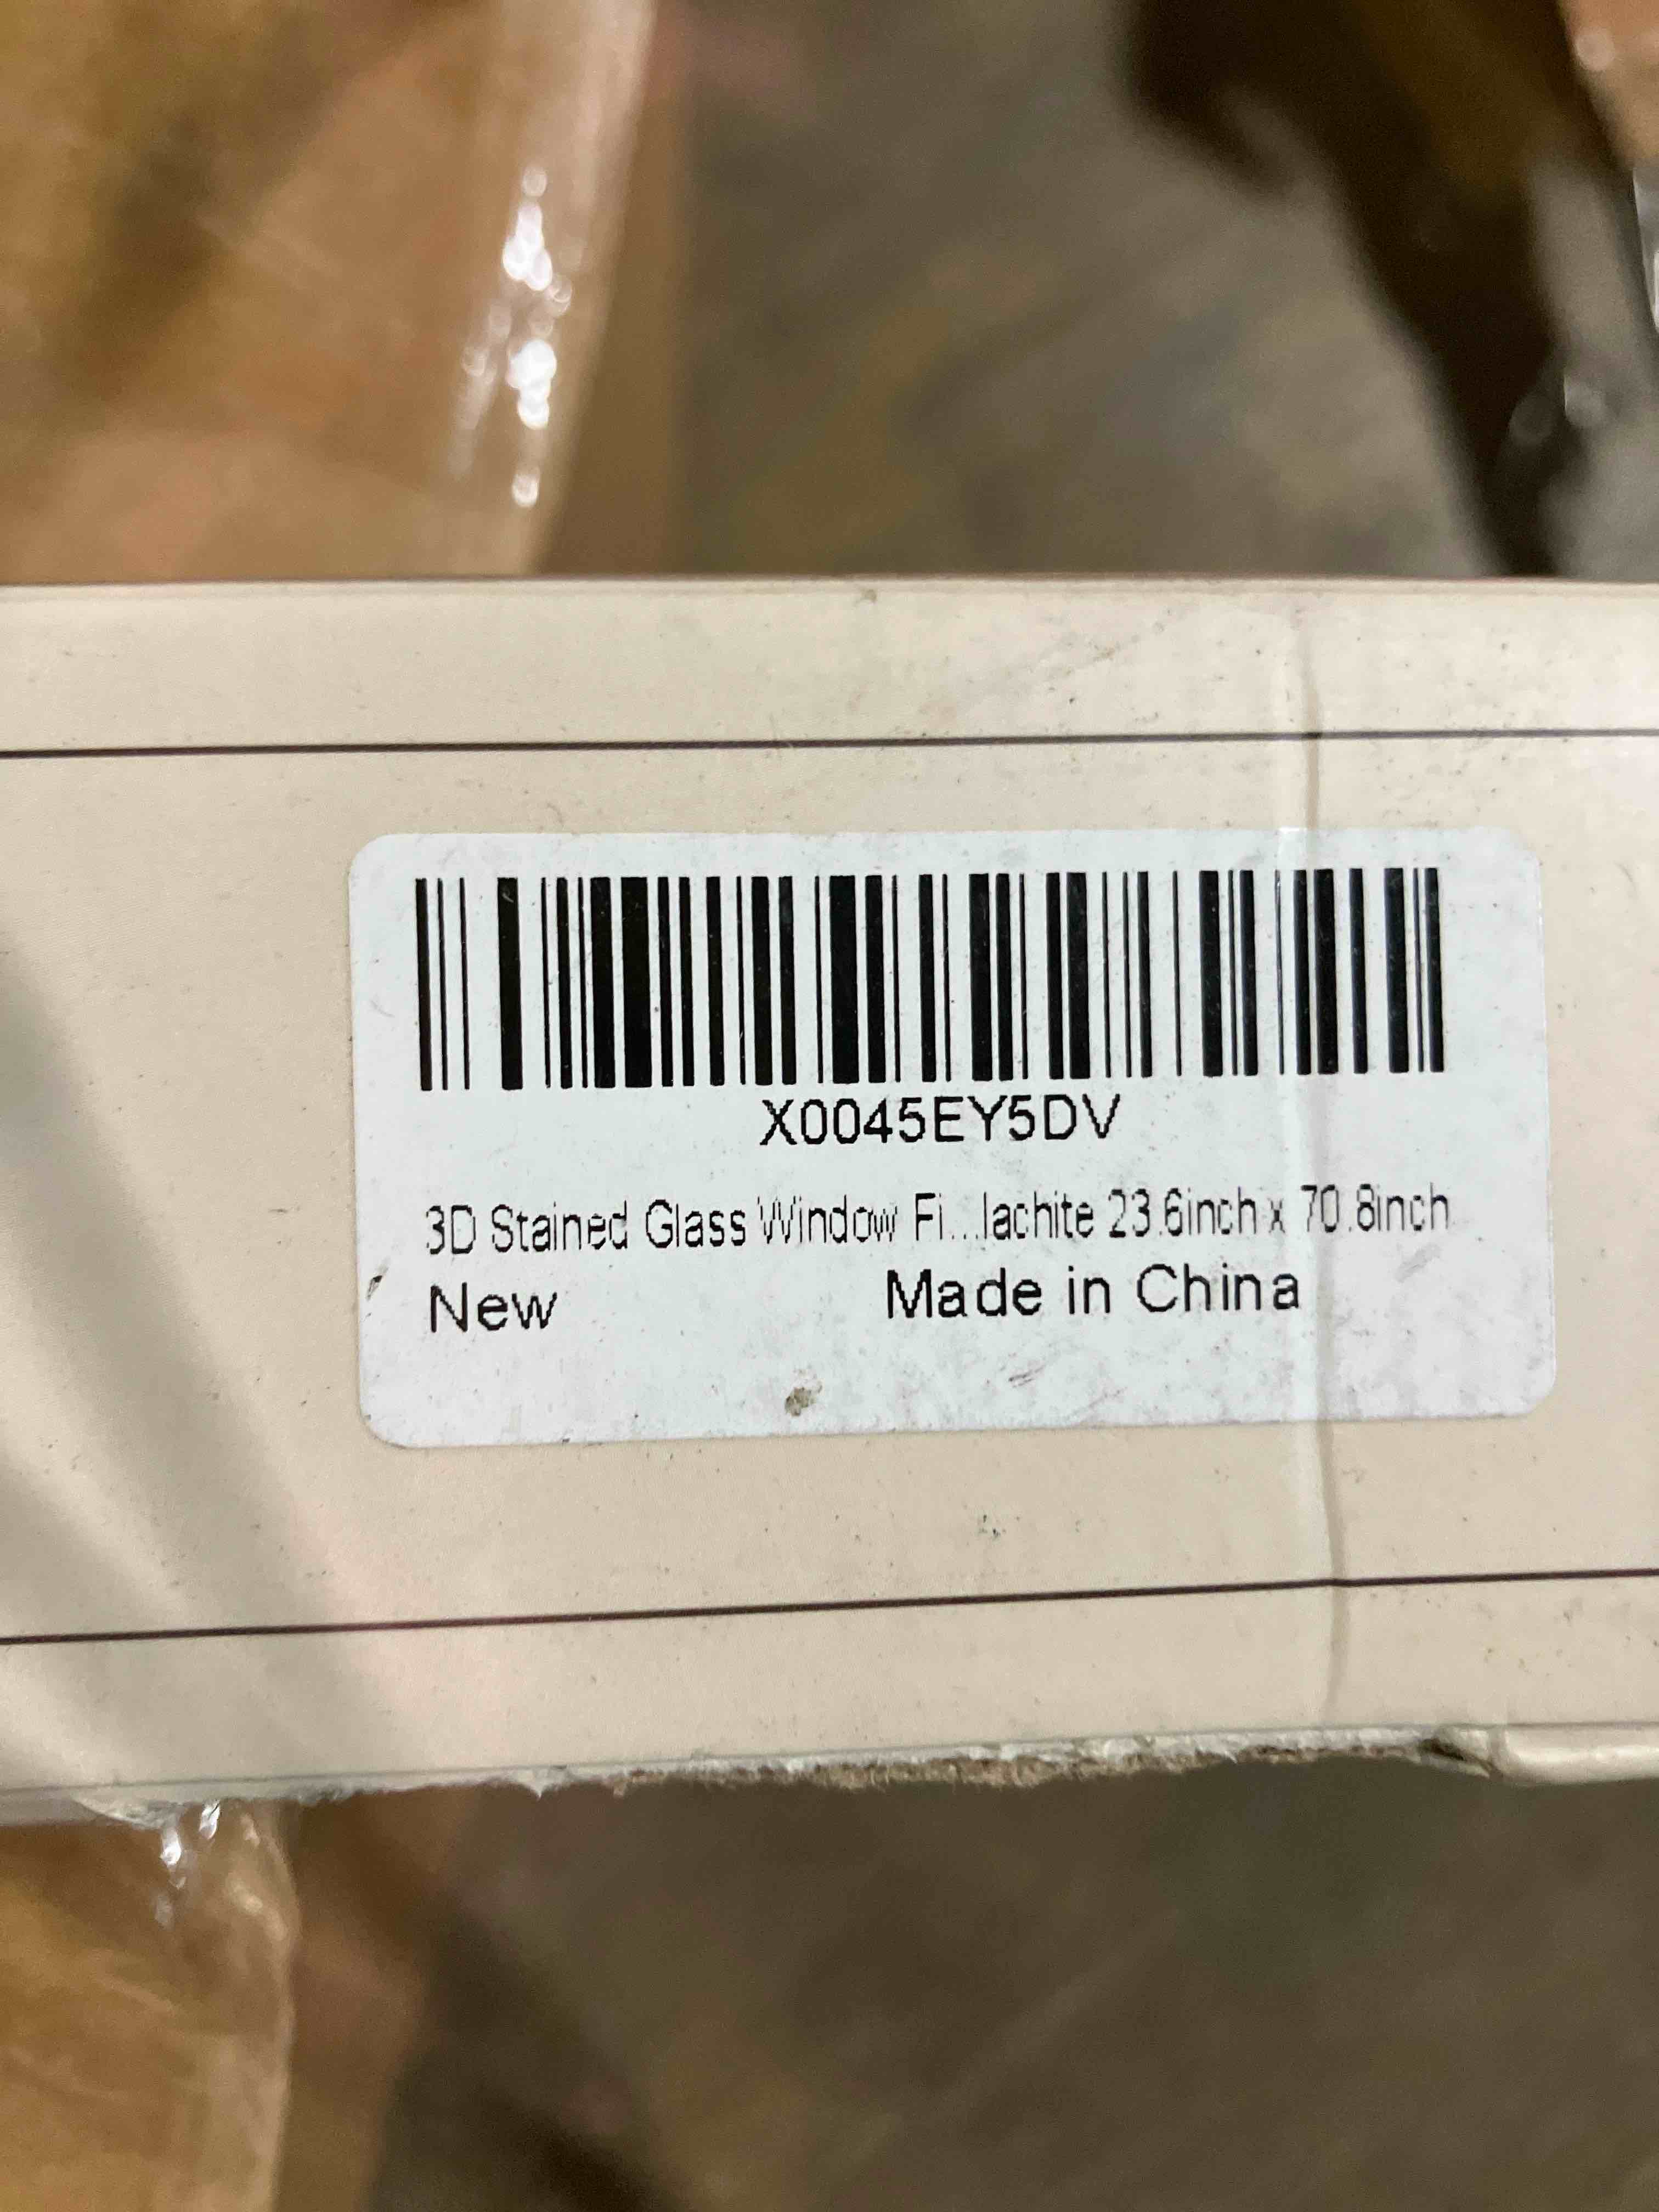 X0045EY5DV
3D Stained Glass Window Fi...lachite 23.6inch x 70.8inch
New Made in China